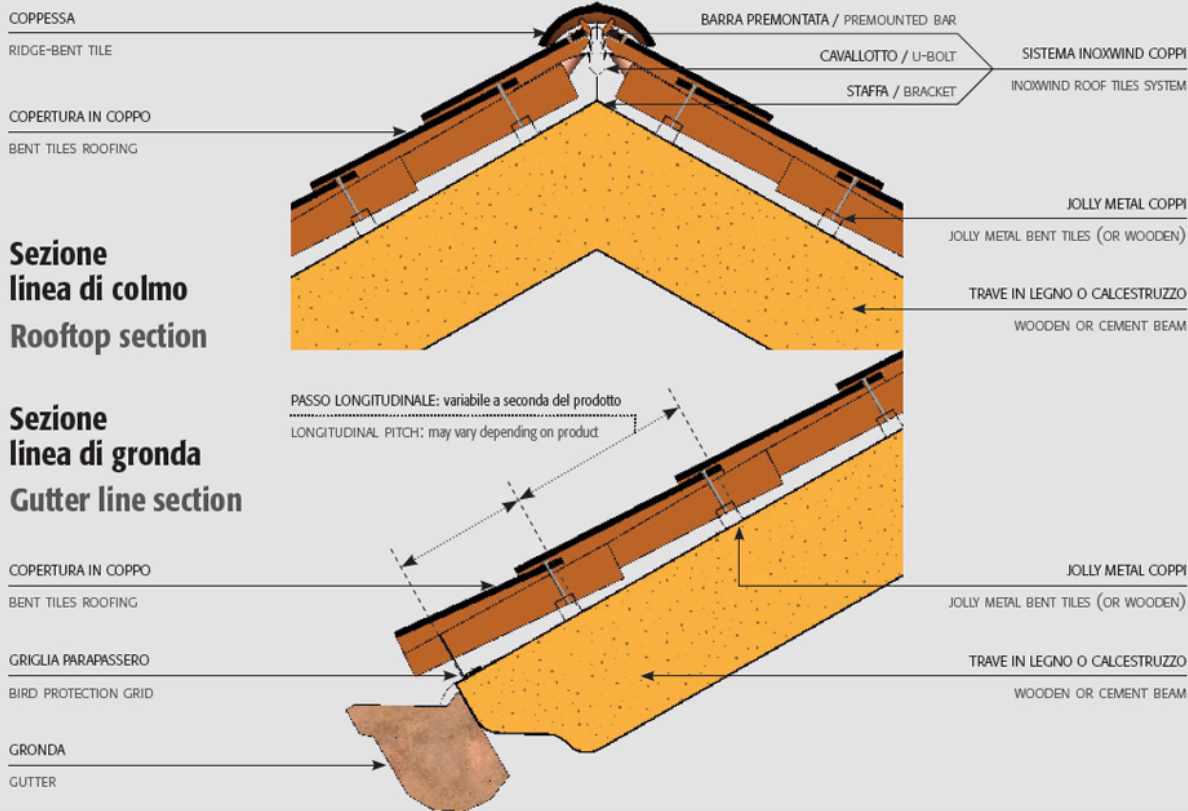 COPPESSA
RIDGE-BENT TILE
COPERTURA IN COPPO
BENT TILES ROOFING
BARRA PREMONTATA / PREMOUNTED BAR
CAVALLOTTO / U-BOLT
STAFFA / BRACKET
SISTEMA INOXWIND COPPI
INOXWIND ROOF TILES SYSTEM
JOLLY METAL COPPI
JOLLY METAL BENT TILES (OR WOODEN)
TRAVE IN LEGNO O CALCESTRUZZO
WOODEN OR CEMENT BEAM
Sezione
linea di colmo
Rooftop section
Sezione
linea di gronda
Gutter line section
PASSO LONGITUDINALE: variabile a seconda del prodotto
LONGITUDINAL PITCH: may vary depending on product
COPERTURA IN COPPO
BENT TILES ROOFING
GRIGLIA PARAPASSERO
BIRD PROTECTION GRID
GRONDA
GUTTER
JOLLY METAL COPPI
JOLLY METAL BENT TILES (OR WOODEN)
TRAVE IN LEGNO O CALCESTRUZZO
WOODEN OR CEMENT BEAM